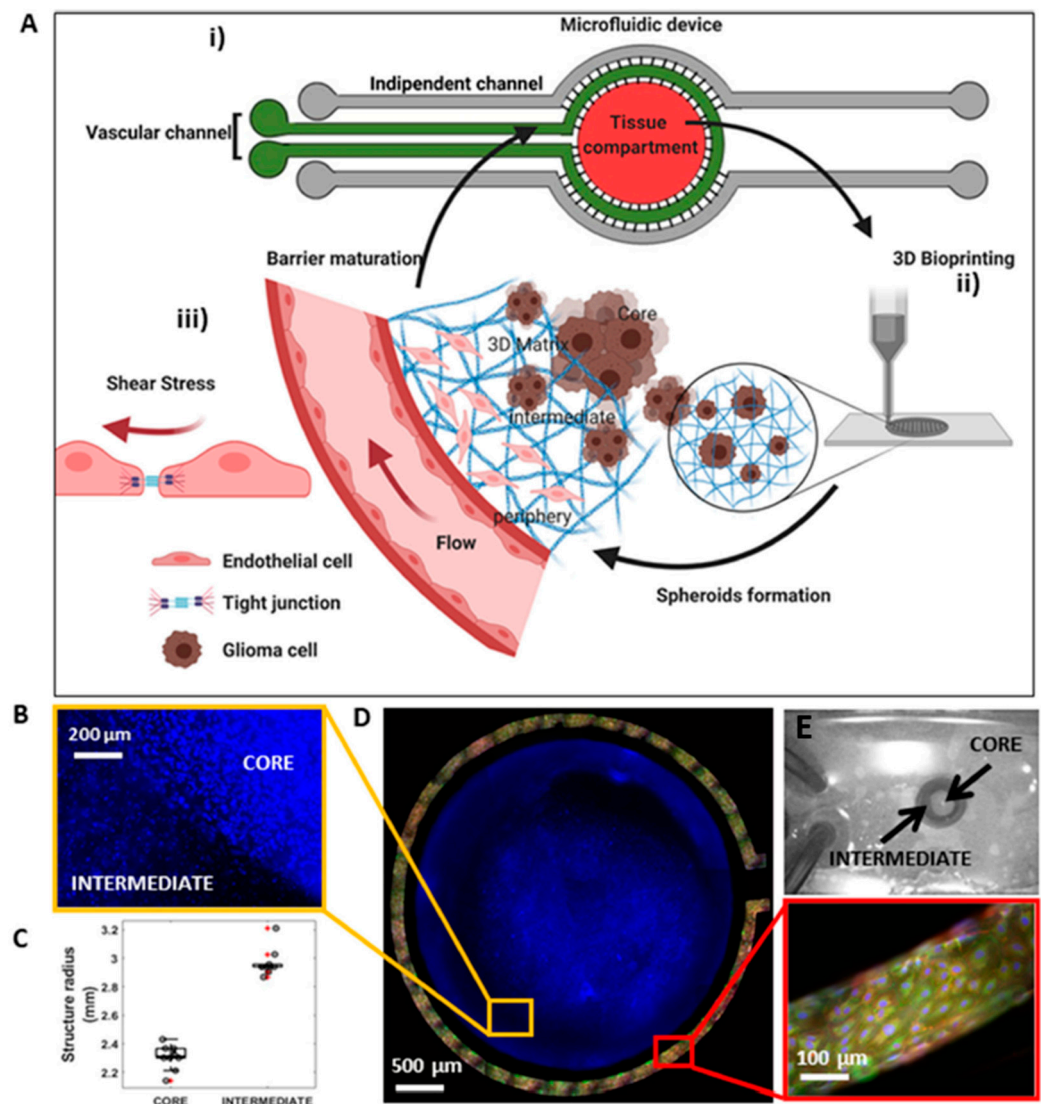 A
i)
Microfluidic device
Indipendent channel
Vascular channel
Tissue
compartment
Barrier maturation
3D Bioprinting
ii)
iii)
Core
3D Matrix
Shear Stress
intermediate
periphery
Flow
Endothelial cell
Tight junction
Glioma cell
Spheroids formation
B
200 µm
CORE
INTERMEDIATE
C
Structure radius
(mm)
3.2
3
2.8
2.6
2.4
2.2
CORE
INTERMEDIATE
D
500 µm
E
CORE
INTERMEDIATE
100 µm